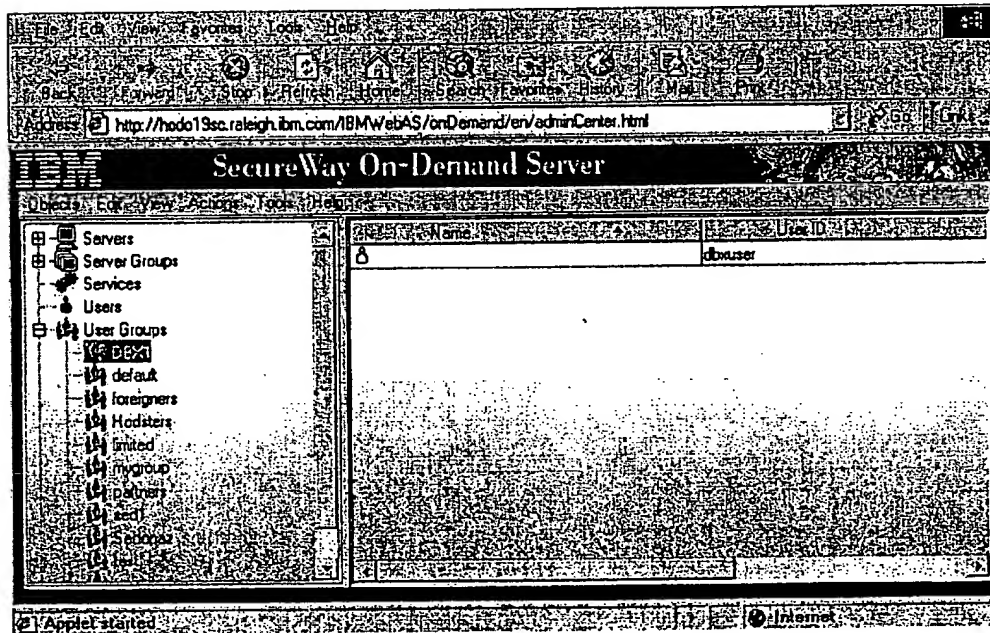 File Edit View Favorites Tools Help
Back Forward Stop Refresh Home Search Favorites History Mail Print
Address http://hodo19sc.raleigh.ibm.com/IBMWebAS/onDemand/en/adminCenter.html Go Links
IBM SecureWay On-Demand Server
Objects Edit View Actions Tools Help
Name User ID
dbxuser
Servers
Server Groups
Services
Users
User Groups
DBXT
default
foreigners
Hodsters
limited
mygroup
partners
Applet started
Internet